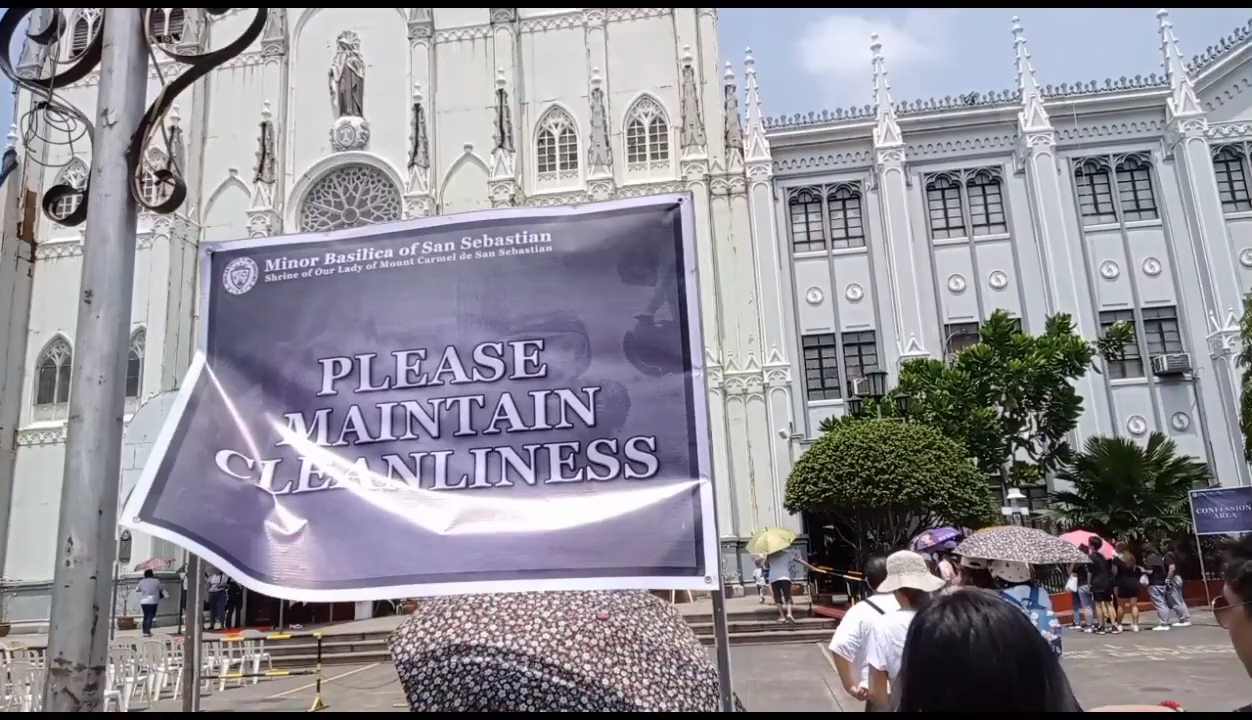 Minor Basilica of San Sebastian
Shrine of Our Lady of Mount Carmel de San Sebastian
PLEASE
MAINTAIN
CLEANLINESS
CONFESSION
AREA